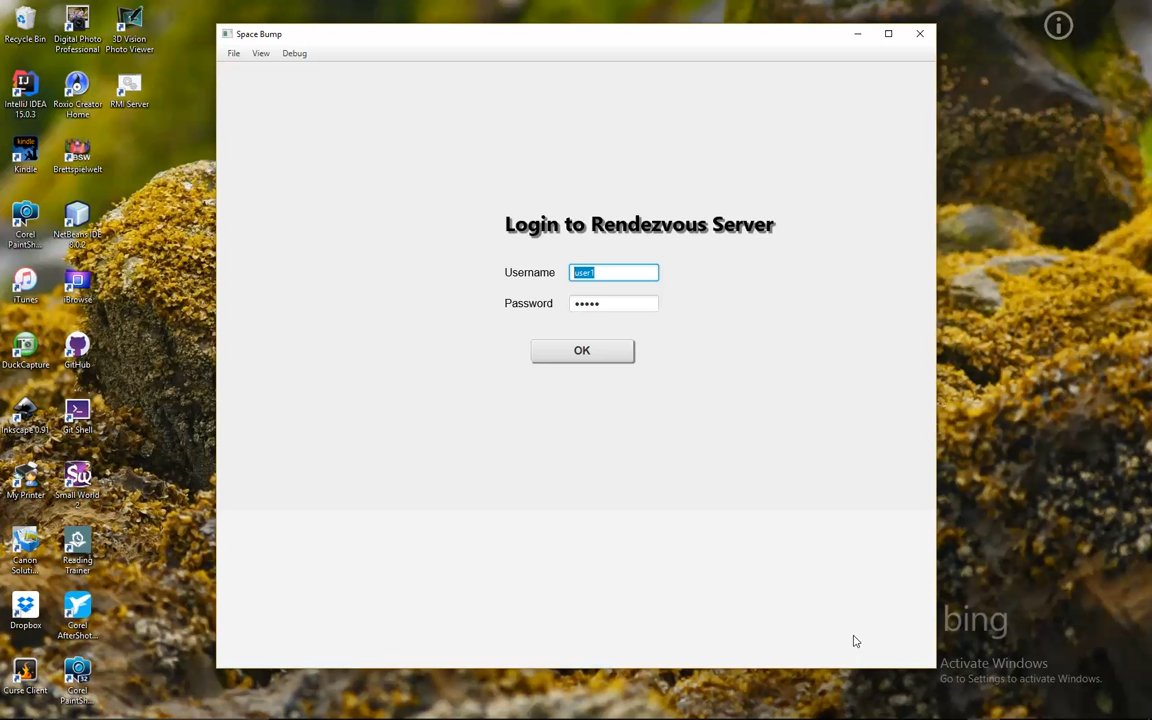 Recycle Bin
Digital Photo
Professional
3D Vision
Photo Viewer
IntelliJ IDEA
15.0.3
Roxio Creator
Home
RMI Server
kindle
Kindle
BSW
Brettspielwelt
Corel
PaintSh...
NetBeans IDE
8.0.2
iTunes
iBrowse
DuckCapture
GitHub
Inkscape 0.91
Git Shell
My Printer
Small World
2
Canon
Soluti...
Reading
Trainer
Dropbox
Corel
AfterShot...
Curse Client
Corel
PaintSh...
Space Bump
File View Debug
Login to Rendezvous Server
Username user1
Password •••••
OK
bing
Activate Windows
Go to Settings to activate Windows.